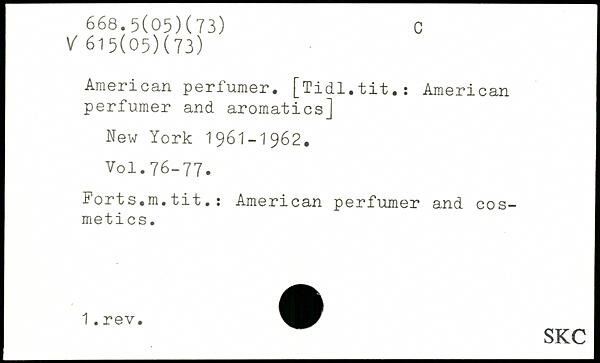 668.5(05)(73)
C
V 615(05)(73)
American perfumer. [Tidl.tit.: American
perfumer and aromatics]
New York 1961-1962.
Vol.76-77.
Forts.m.tit.: American perfumer and cos-
metics.
1.rev.
SKC